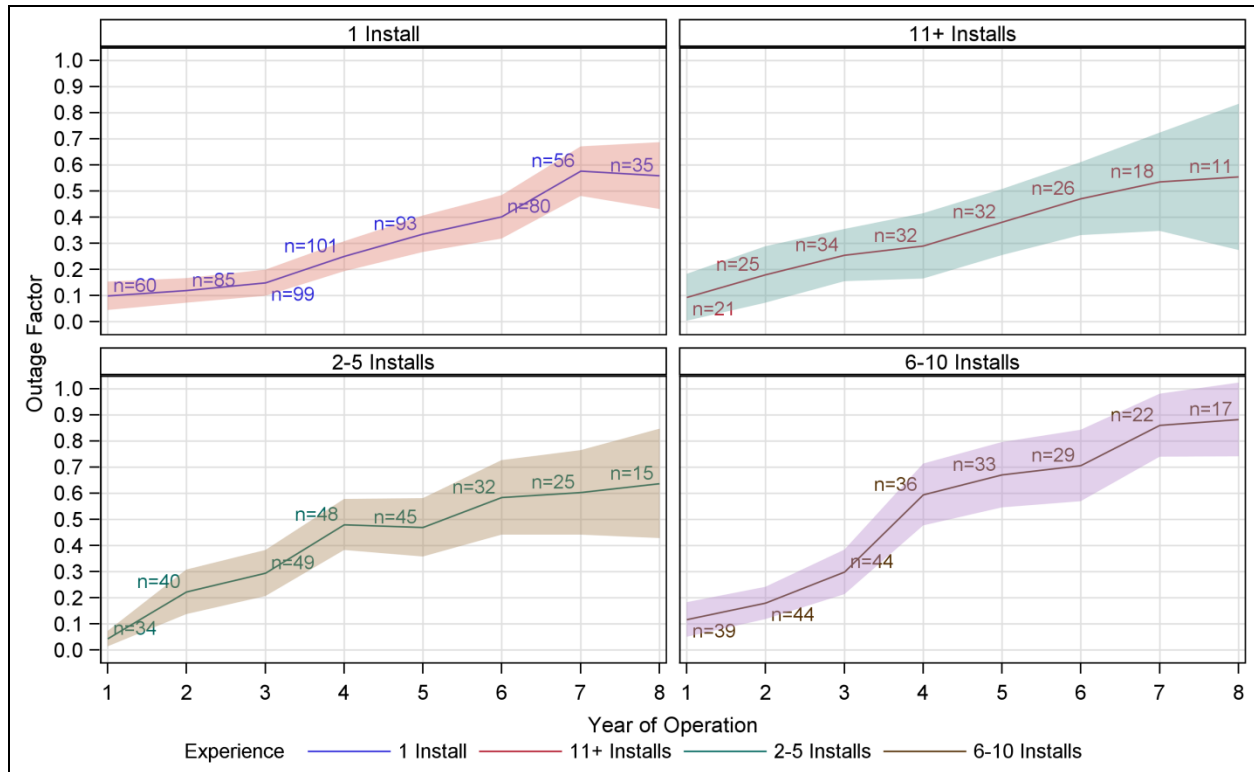 1 Install
11+ Installs
1.0
0.9
0.8
0.7
0.6
0.5
0.4
0.3
0.2
0.1
0.0
n=60
n=85
n=99
n=101
n=93
n=80
n=56
n=35
n=21
n=25
n=34
n=32
n=32
n=26
n=18
n=11
Outage Factor
2-5 Installs
6-10 Installs
1.0
0.9
0.8
0.7
0.6
0.5
0.4
0.3
0.2
0.1
0.0
n=34
n=40
n=49
n=48
n=45
n=32
n=25
n=15
n=39
n=44
n=44
n=36
n=33
n=29
n=22
n=17
1 2 3 4 5 6 7 8
1 2 3 4 5 6 7 8
Year of Operation
Experience 1 Install 11+ Installs 2-5 Installs 6-10 Installs